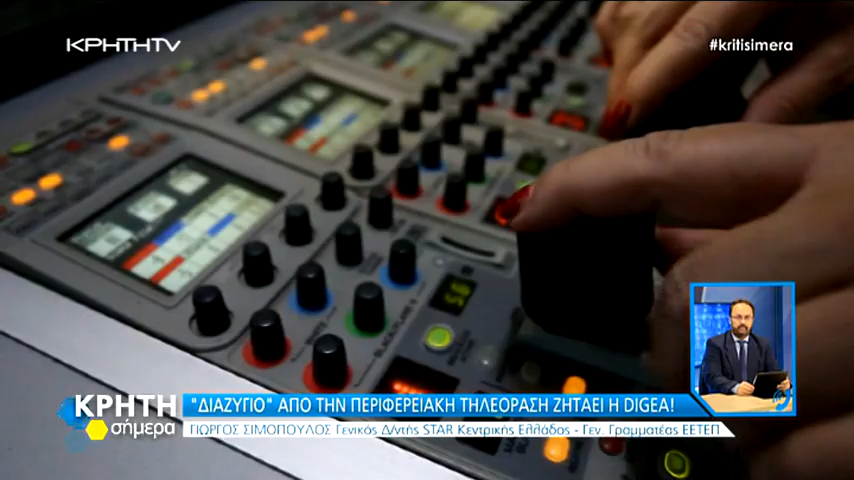 ΚΡΗΤΗTV
#kritisimera
58
ΚΡΗΤΗ
σήμερα
"ΔΙΑΖΥΓΙΟ" ΑΠΟ ΤΗΝ ΠΕΡΙΦΕΡΕΙΑΚΗ ΤΗΛΕΟΡΑΣΗ ΖΗΤΑΕΙ Η DIGEA!
ΓΙΩΡΓΟΣ ΣΙΜΟΠΟΥΛΟΣ Γενικός Δ/ντής STAR Κεντρικής Ελλάδος - Γεν. Γραμματέας ΕΕΤΕΠ